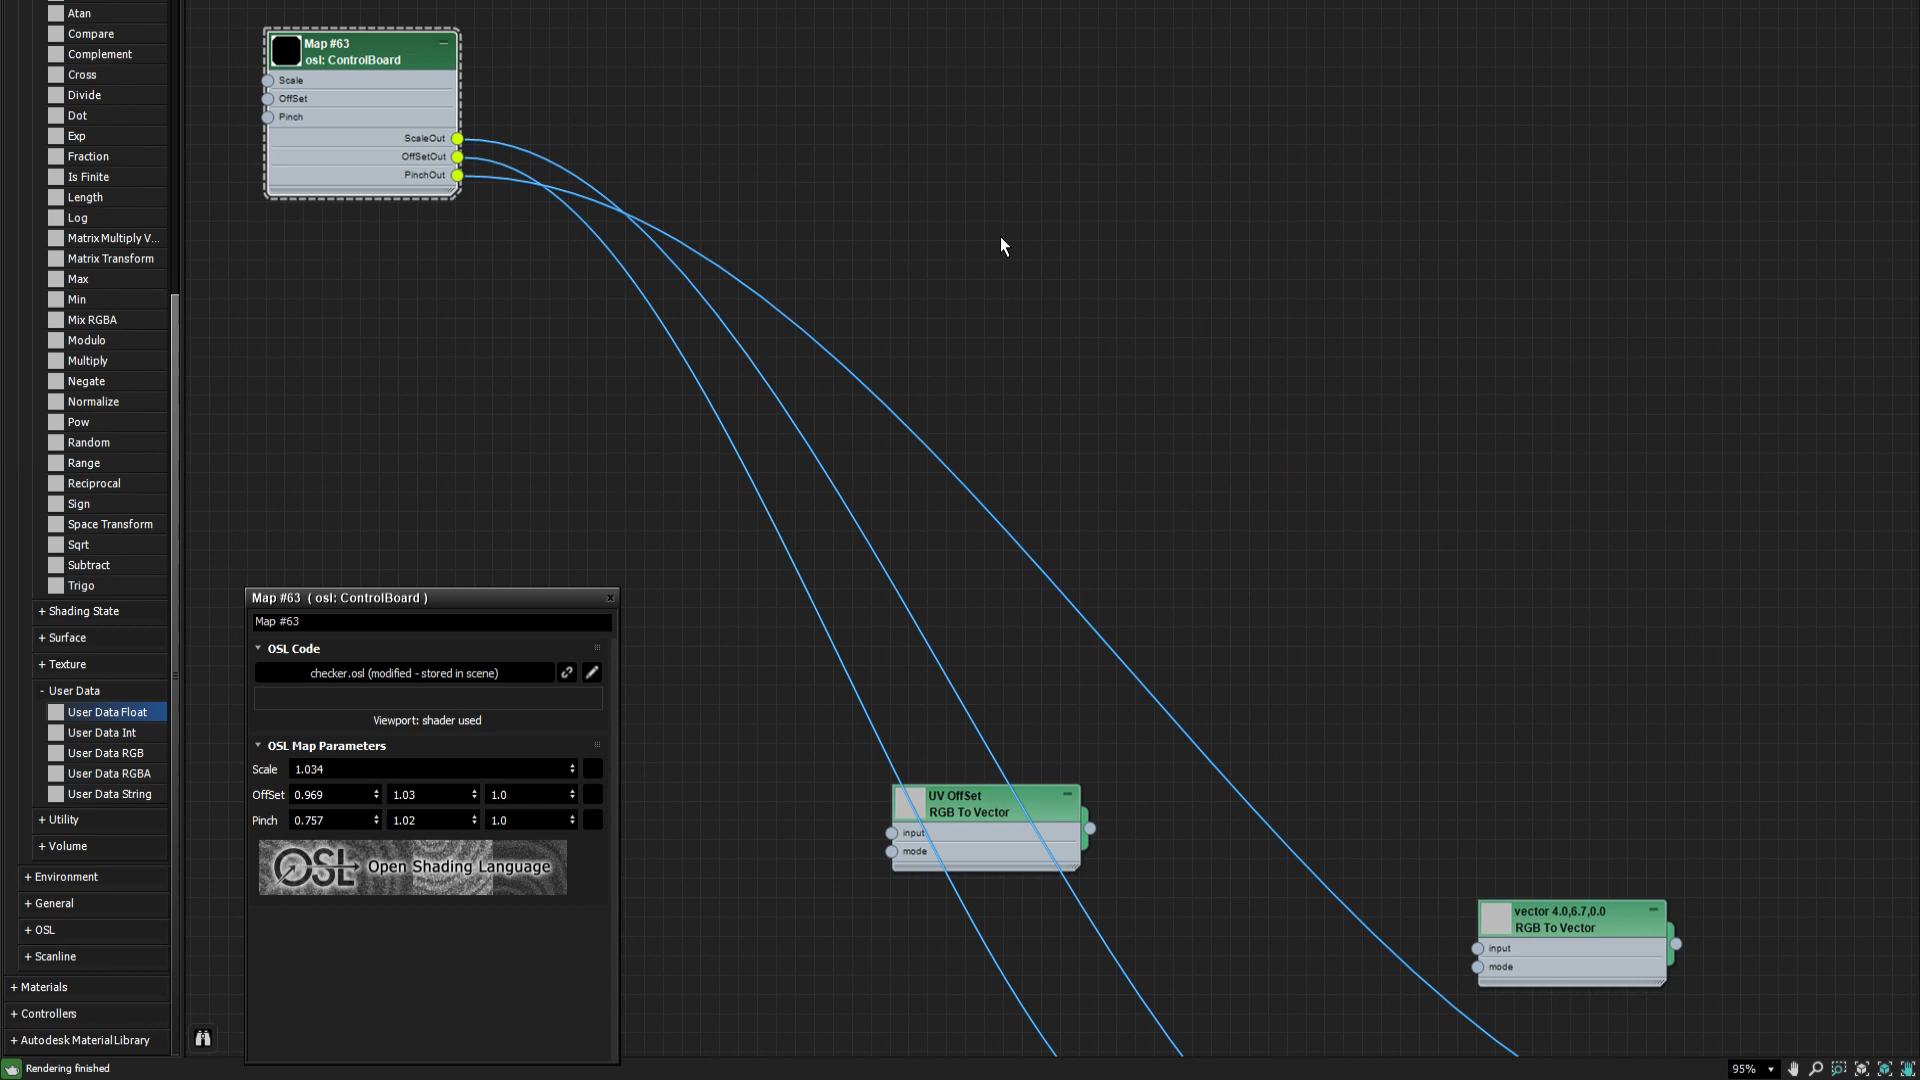 Atan
Compare
Complement
Cross
Divide
Dot
Exp
Fraction
Is Finite
Length
Log
Matrix Multiply V...
Matrix Transform
Max
Min
Mix RGBA
Modulo
Multiply
Negate
Normalize
Pow
Random
Range
Reciprocal
Sign
Space Transform
Sqrt
Subtract
Trigo
+ Shading State
+ Surface
+ Texture
- User Data
User Data Float
User Data Int
User Data RGB
User Data RGBA
User Data String
+ Utility
+ Volume
+ Environment
+ General
+ OSL
+ Scanline
+ Materials
+ Controllers
+ Autodesk Material Library
Rendering finished
Map #63
osl: ControlBoard
Scale
OffSet
Pinch
ScaleOut
OffSetOut
PinchOut
Map #63 ( osl: ControlBoard )
x
Map #63
OSL Code
checker.osl (modified - stored in scene)
Viewport: shader used
OSL Map Parameters
Scale 1.034
OffSet 0.969 1.03 1.0
Pinch 0.757 1.02 1.0
OSL Open Shading Language
UV OffSet
RGB To Vector
input
mode
vector 4.0,6.7,0.0
RGB To Vector
input
mode
95%